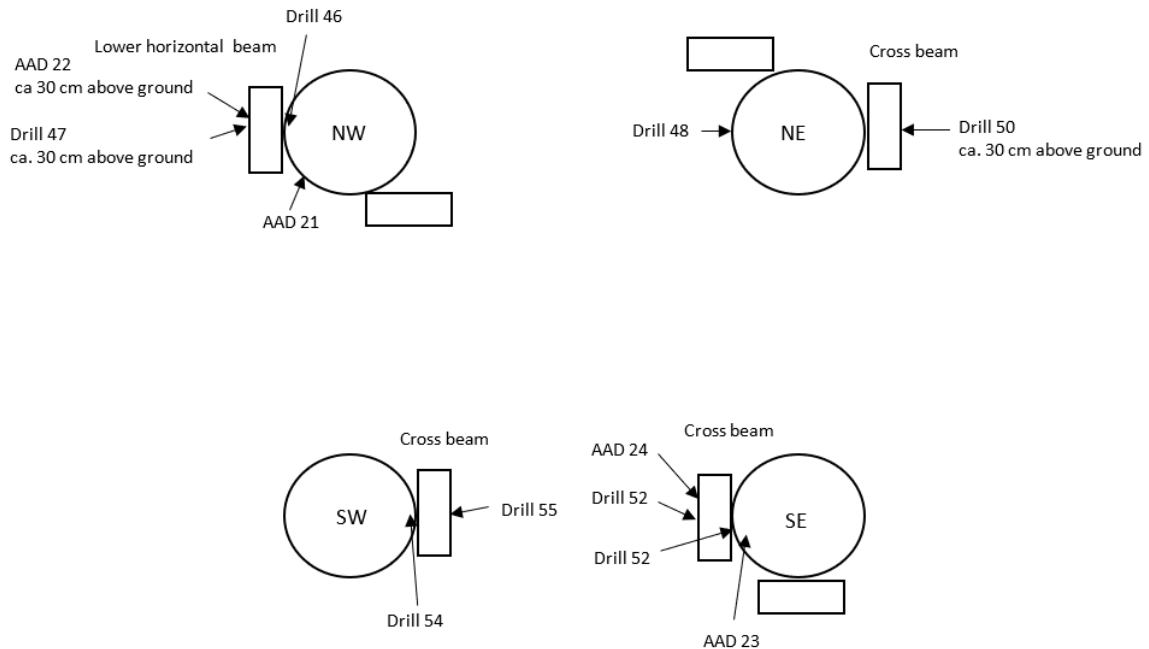 Drill 46
Lower horizontal beam
AAD 22
ca 30 cm above ground
Drill 47
ca. 30 cm above ground
NW
AAD 21
Cross beam
Drill 48
NE
Drill 50
ca. 30 cm above ground
Cross beam
SW
Drill 55
Drill 54
Cross beam
AAD 24
Drill 52
Drill 52
SE
AAD 23